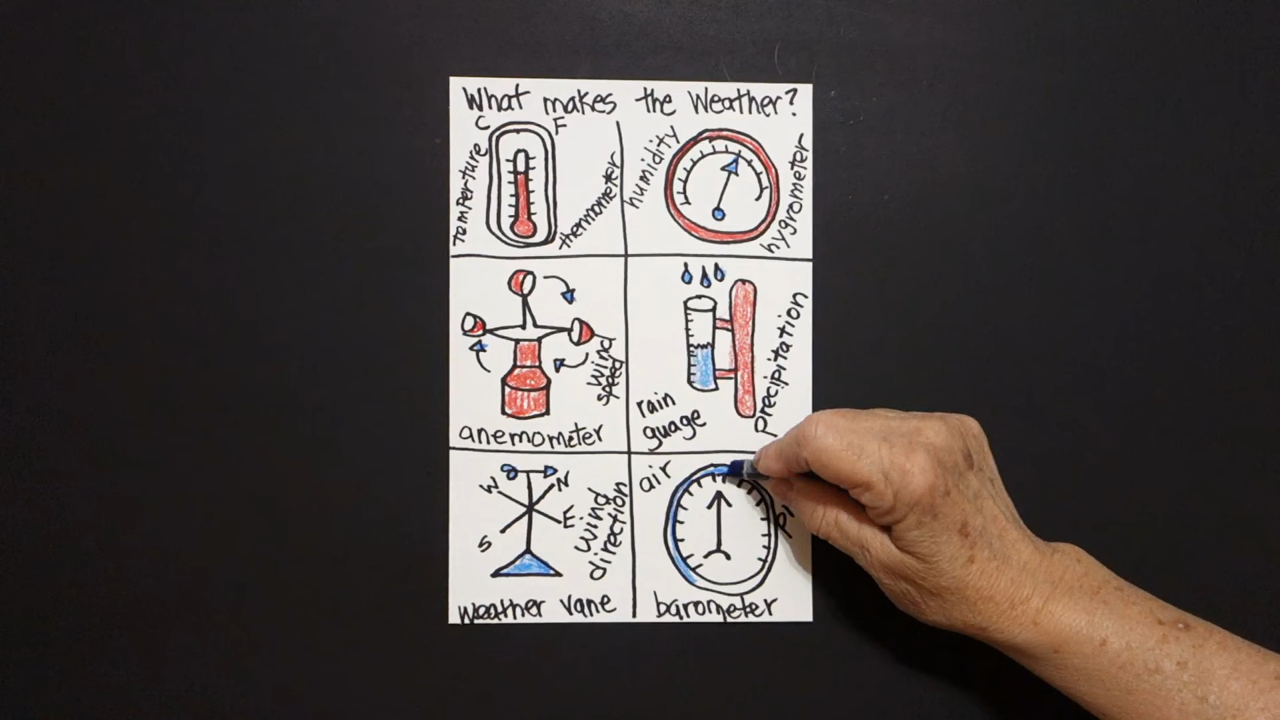 What makes the Weather?
C F
temperture
thermometer
humidity
hygrometer
wind
speed
anemometer
rain
guage
Precipitation
W N
S E
wind
direction
weather vane
air
barometer